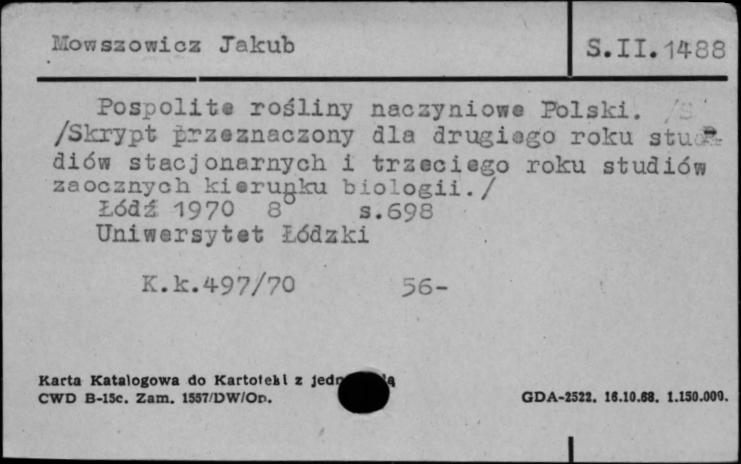 Mowszowicz Jakub
S.II.1488
Pospolite rośliny naczyniowe Polski. /S
/Skrypt przeznaczony dla drugiego roku stu-
diów stacjonarnych i trzeciego roku studiów
zaocznych kierunku biologii./
Łódź 1970 8° s.698
Uniwersytet Łódzki
K.k.497/70 56-
Karta Katalogowa do Kartoteki z jedną
CWD B-15c. Zam. 1557/DW/Op.
GDA-2522. 16.10.68. 1.150.000.